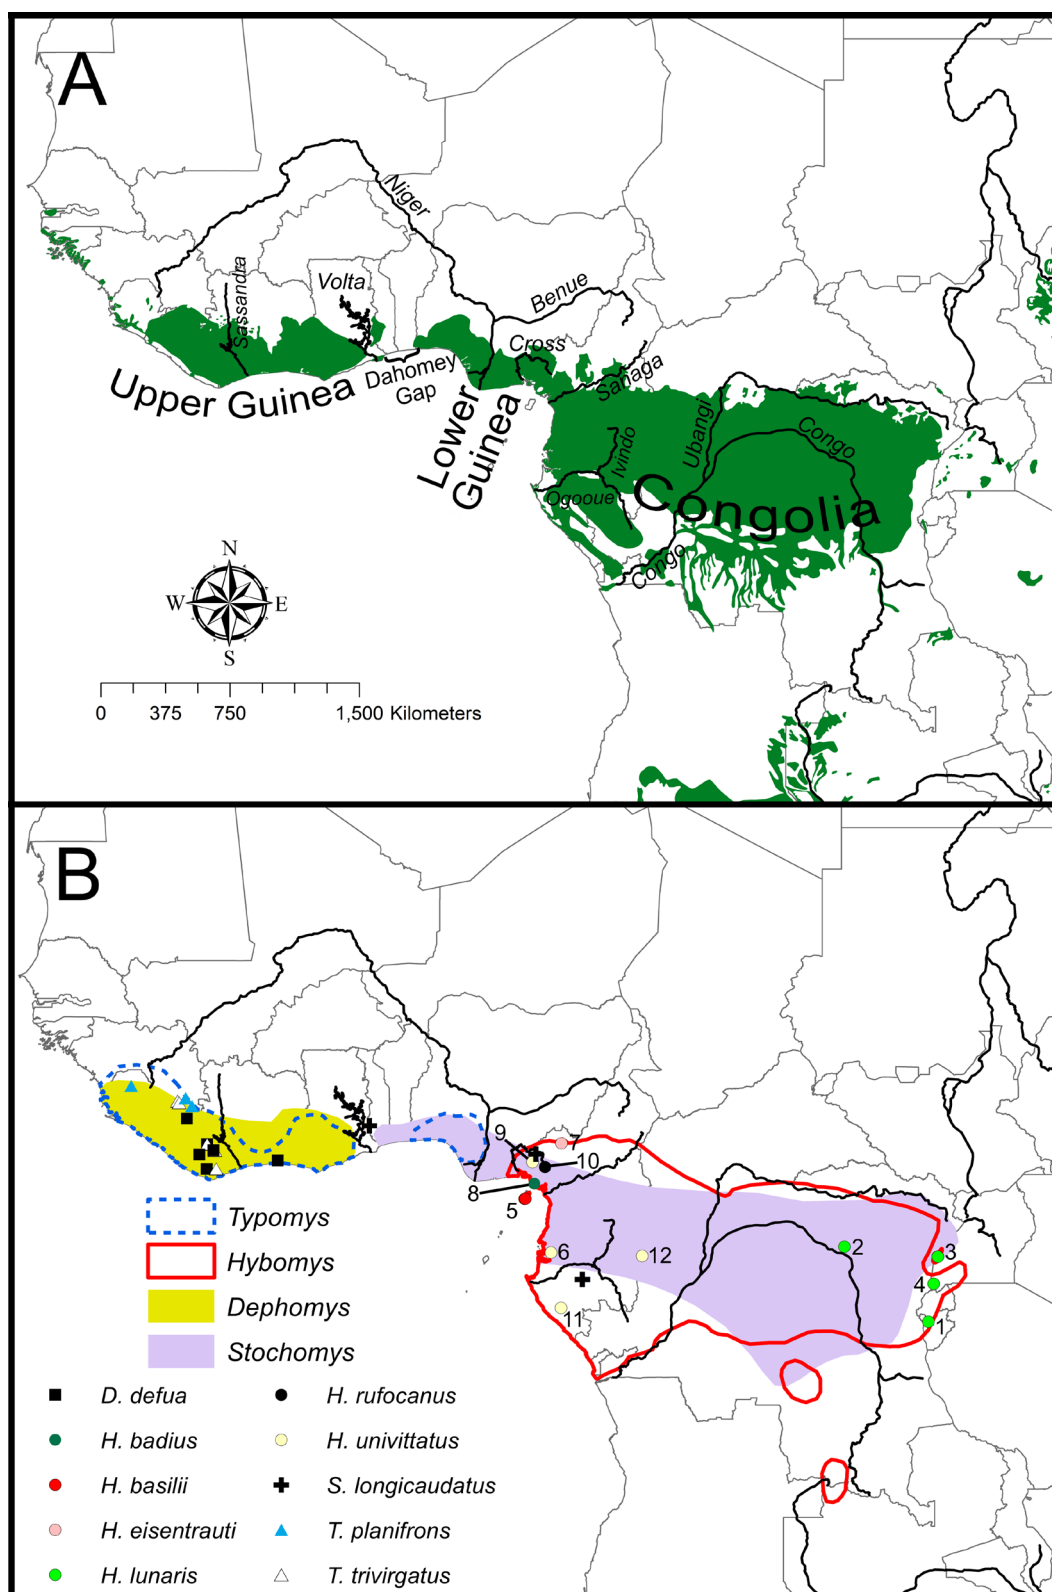 A
Niger
Sassandra
Volta
Benue
Cross
Dahomey
Gap
Sanaga
Upper Guinea
Lower
Guinea
Ivindo
Ubangi
Congo
Ogooue
Congolia
Congo
N
W
E
S
0
375
750
1,500 Kilometers
B
9
7
10
8
5
6
12
2
3
4
11
1
Typomys
Hybomys
Dephomys
Stochomys
D. defua
H. rufocanus
H. badius
H. univittatus
H. basilii
S. longicaudatus
H. eisentrauti
T. planifrons
H. lunaris
T. trivirgatus